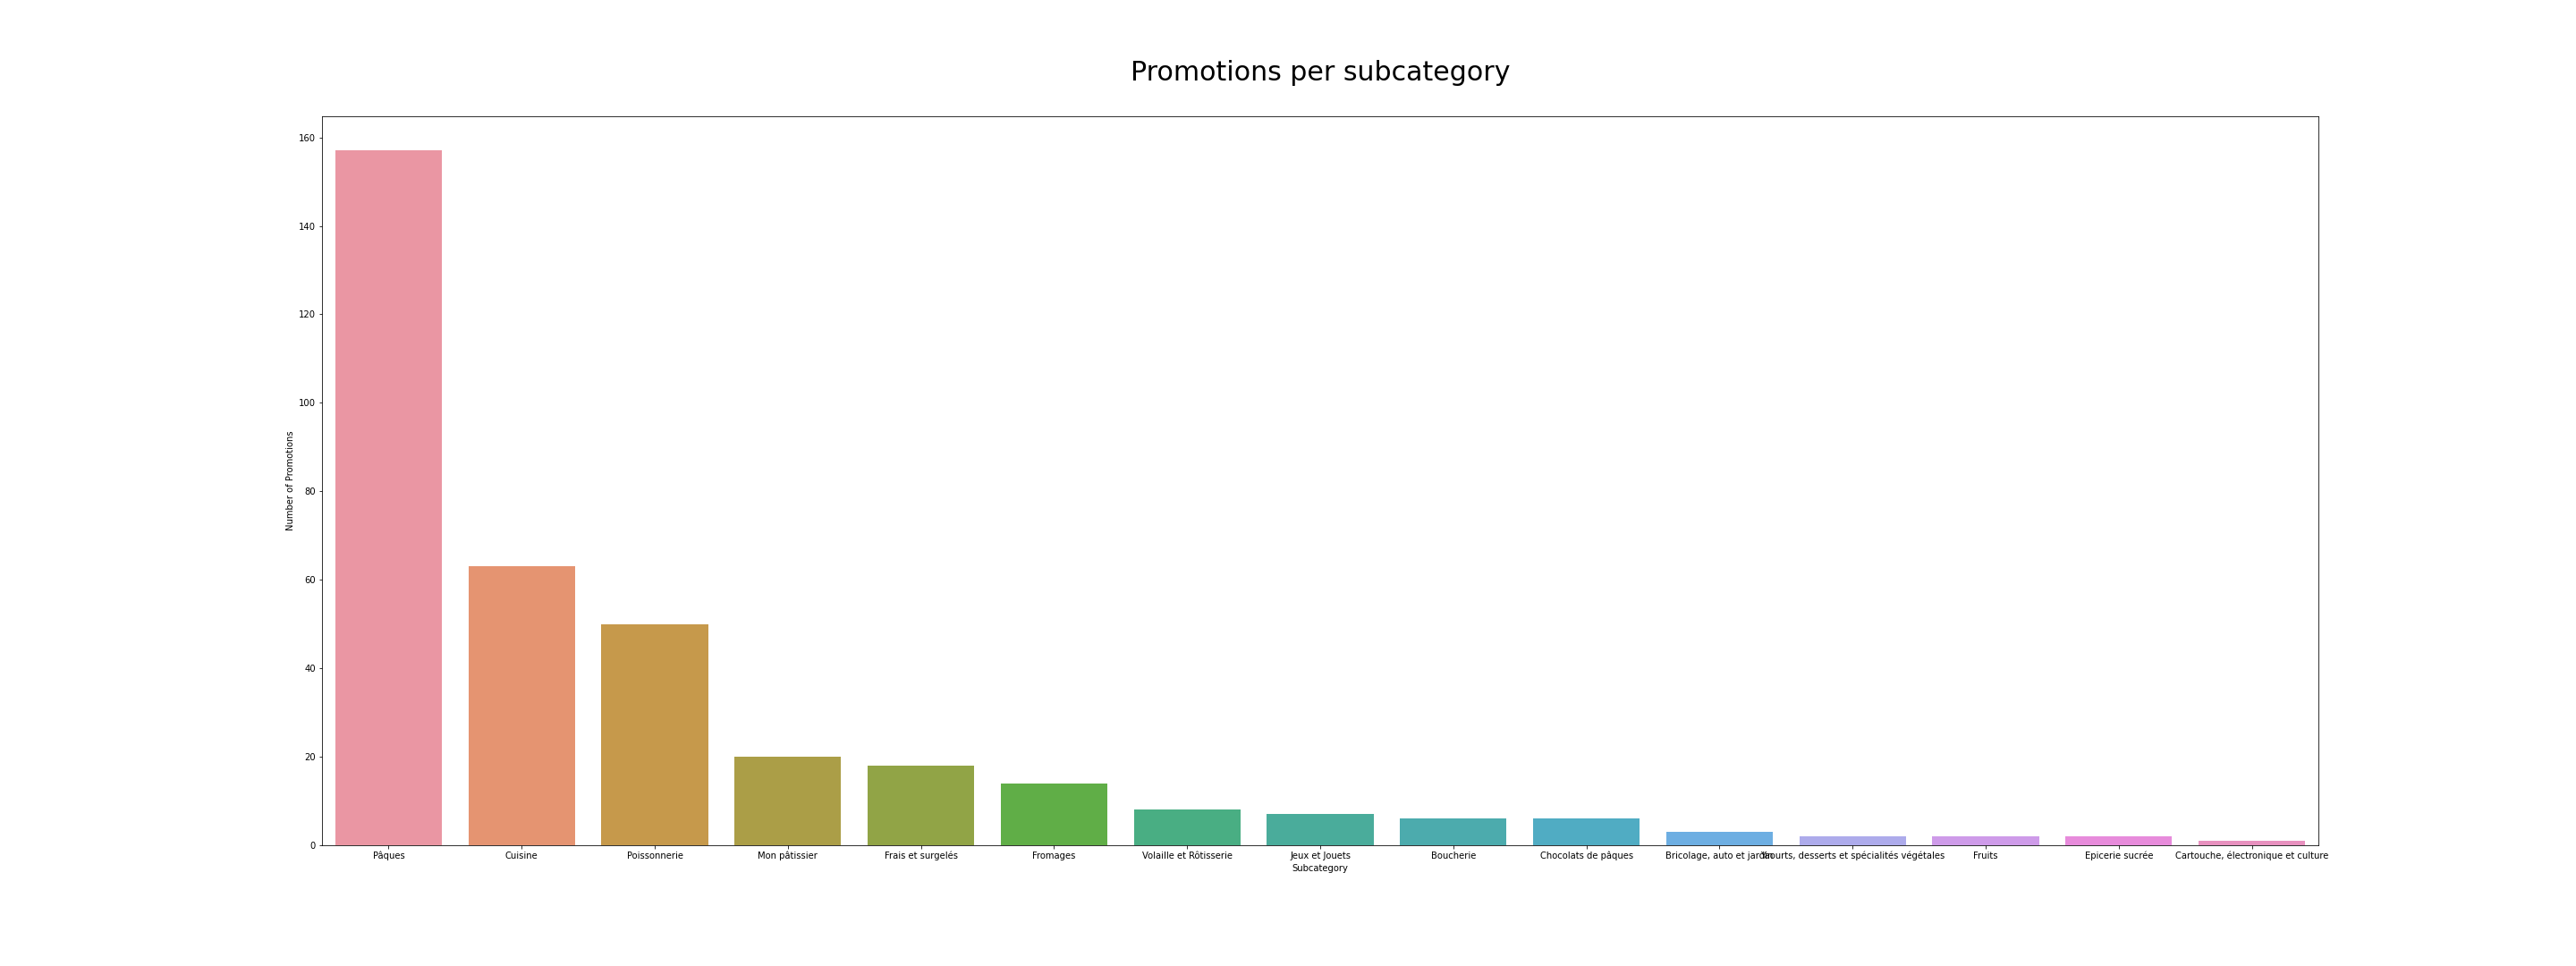 Promotions per subcategory
160
140
120
100
80
60
40
20
0
Number of Promotions
Pâques
Cuisine
Poissonnerie
Mon pâtissier
Frais et surgelés
Fromages
Volaille et Rôtisserie
Jeux et Jouets
Boucherie
Chocolats de pâques
Bricolage, auto et jardin
Yaourts, desserts et spécialités végétales
Fruits
Epicerie sucrée
Cartouche, électronique et culture
Subcategory